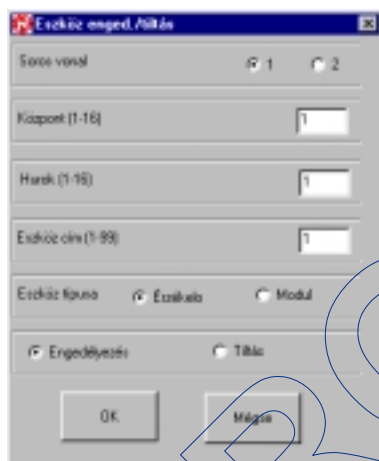 Eszköz enged./tiltás
Soros vonal 1 2
Központ (1-16) 1
Hurok (1-16) 1
Eszköz cím (1-99) 1
Eszköz típusa Érzékelő Modul
Engedélyezés Tiltás
OK Mégse